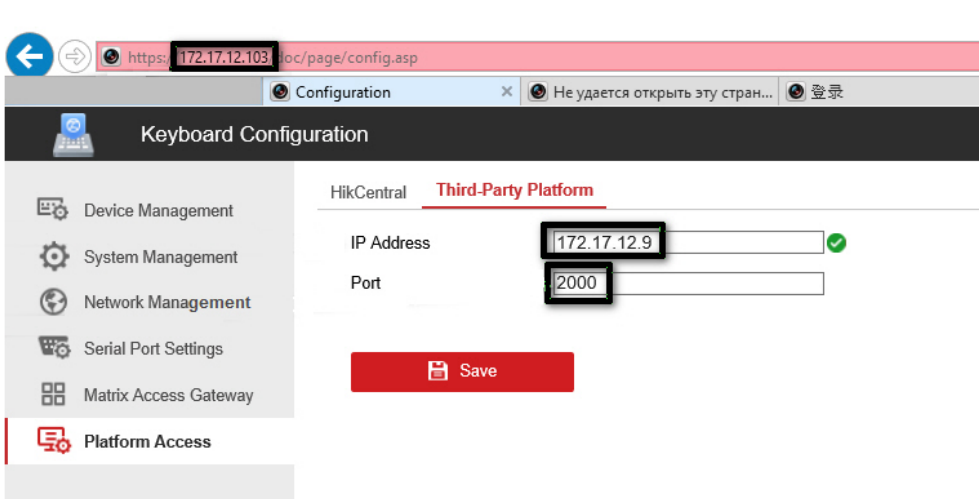 https://172.17.12.103/doc/page/config.asp
Configuration
Не удается открыть эту стран...
登录
Keyboard Configuration
Device Management
System Management
Network Management
Serial Port Settings
Matrix Access Gateway
Platform Access
HikCentral
Third-Party Platform
IP Address
172.17.12.9
Port
2000
Save